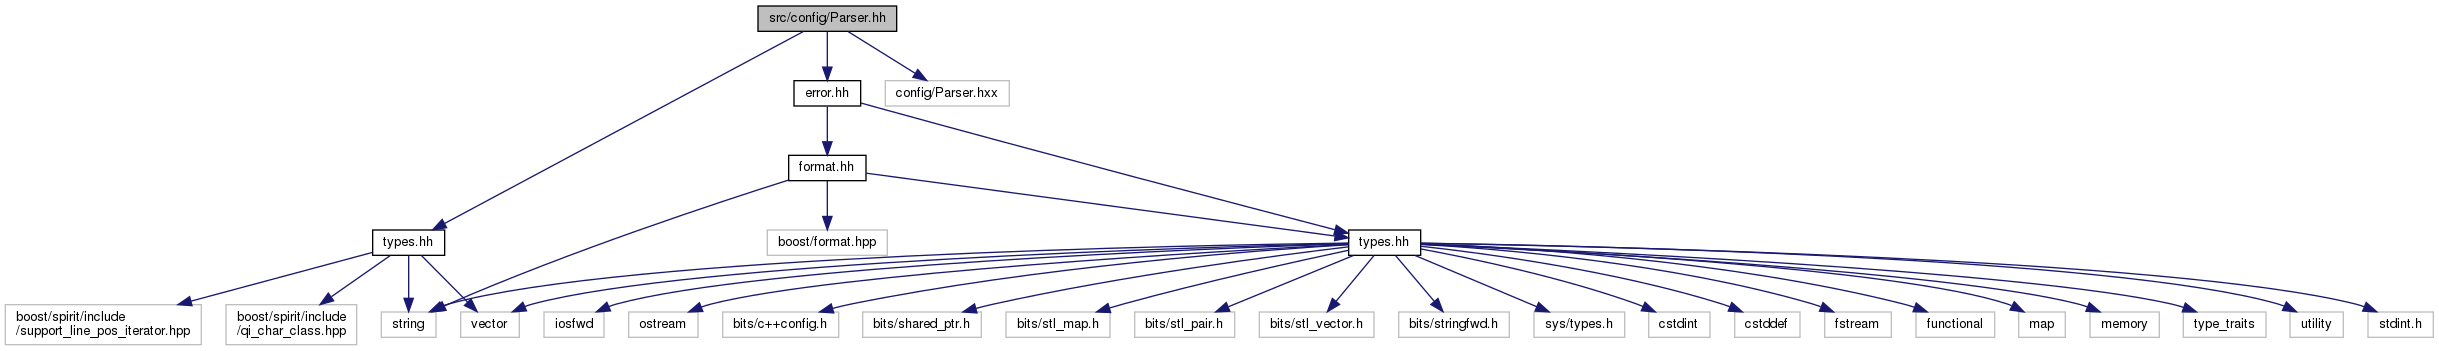 src/config/Parser.hh
error.hh
config/Parser.hxx
format.hh
types.hh
boost/format.hpp
types.hh
boost/spirit/include
/support_line_pos_iterator.hpp
boost/spirit/include
/qi_char_class.hpp
string
vector
iosfwd
ostream
bits/c++config.h
bits/shared_ptr.h
bits/stl_map.h
bits/stl_pair.h
bits/stl_vector.h
bits/stringfwd.h
sys/types.h
cstdint
cstddef
fstream
functional
map
memory
type_traits
utility
stdint.h